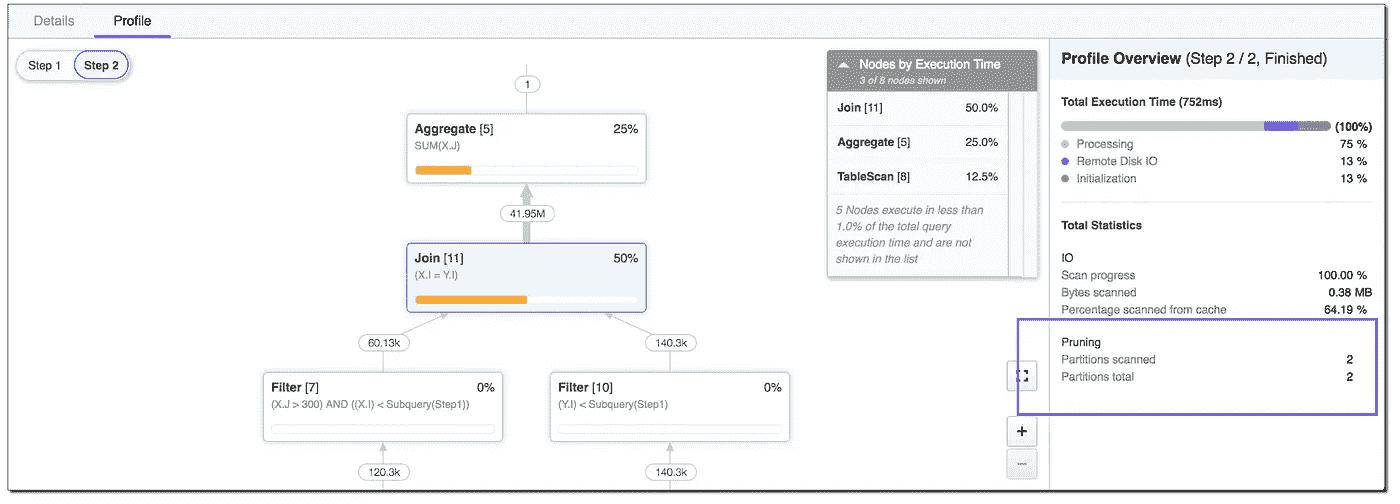 Details
Profile
Step 1
Step 2
1
Aggregate [5] 25%
SUM(X.J)
41.95M
Join [11] 50%
(X.I = Y.I)
60.13k
140.3k
Filter [7] 0%
(X.J > 300) AND ((X.I) < Subquery(Step1))
Filter [10] 0%
(Y.I) < Subquery(Step1)
120.3k
140.3k
Nodes by Execution Time
3 of 8 nodes shown
Join [11] 50.0%
Aggregate [5] 25.0%
TableScan [8] 12.5%
5 Nodes execute in less than
1.0% of the total query
execution time and are not
shown in the list
+
–
Profile Overview (Step 2 / 2, Finished)
Total Execution Time (752ms)
(100%)
Processing 75 %
Remote Disk IO 13 %
Initialization 13 %
Total Statistics
IO
Scan progress 100.00 %
Bytes scanned 0.38 MB
Percentage scanned from cache 64.19 %
Pruning
Partitions scanned 2
Partitions total 2